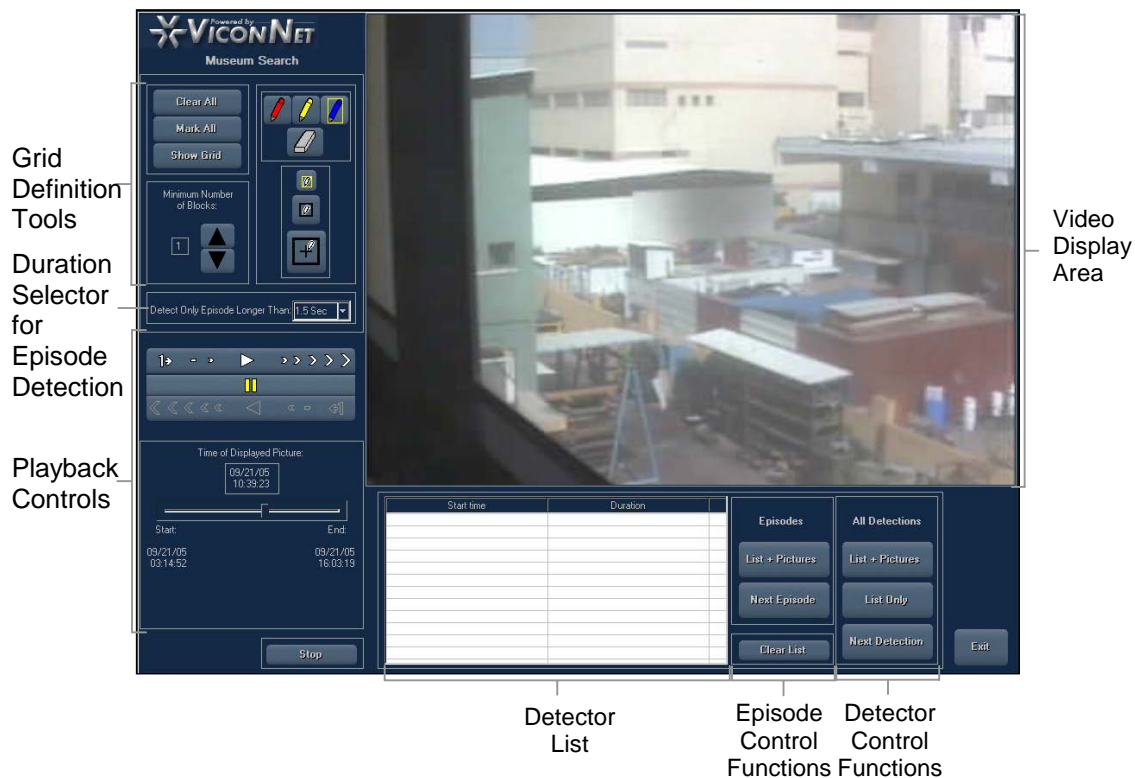 Powered by
ViconNet
Museum Search
Clear All
Mark All
Show Grid
Minimum Number
of Blocks:
1
Detect Only Episode Longer Than:
1.5 Sec
Time of Displayed Picture:
09/21/05
10:39:23
Start:
End:
09/21/05
03:14:52
09/21/05
16:03:19
Stop
Start time
Duration
Episodes
List + Pictures
Next Episode
Clear List
All Detections
List + Pictures
List Only
Next Detection
Exit
Grid
Definition
Tools
Duration
Selector
for
Episode
Detection
Playback
Controls
Video
Display
Area
Detector
List
Episode
Control
Functions
Detector
Control
Functions